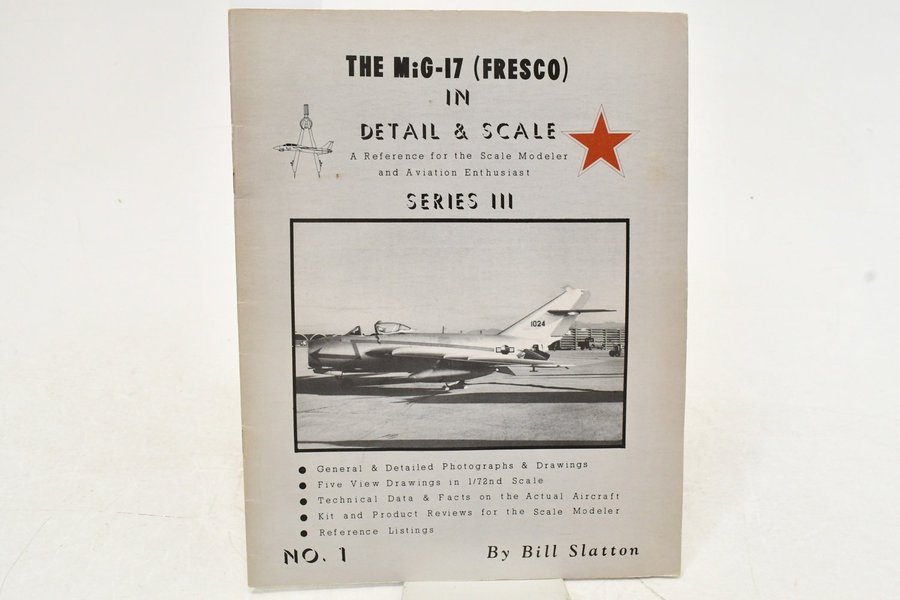 THE MiG-17 (FRESCO)
IN
DETAIL & SCALE
A Reference for the Scale Modeler
and Aviation Enthusiast
SERIES III
1024
● General & Detailed Photographs & Drawings
● Five View Drawings in 1/72nd Scale
● Technical Data & Facts on the Actual Aircraft
● Kit and Product Reviews for the Scale Modeler
● Reference Listings
NO. 1
By Bill Slatton